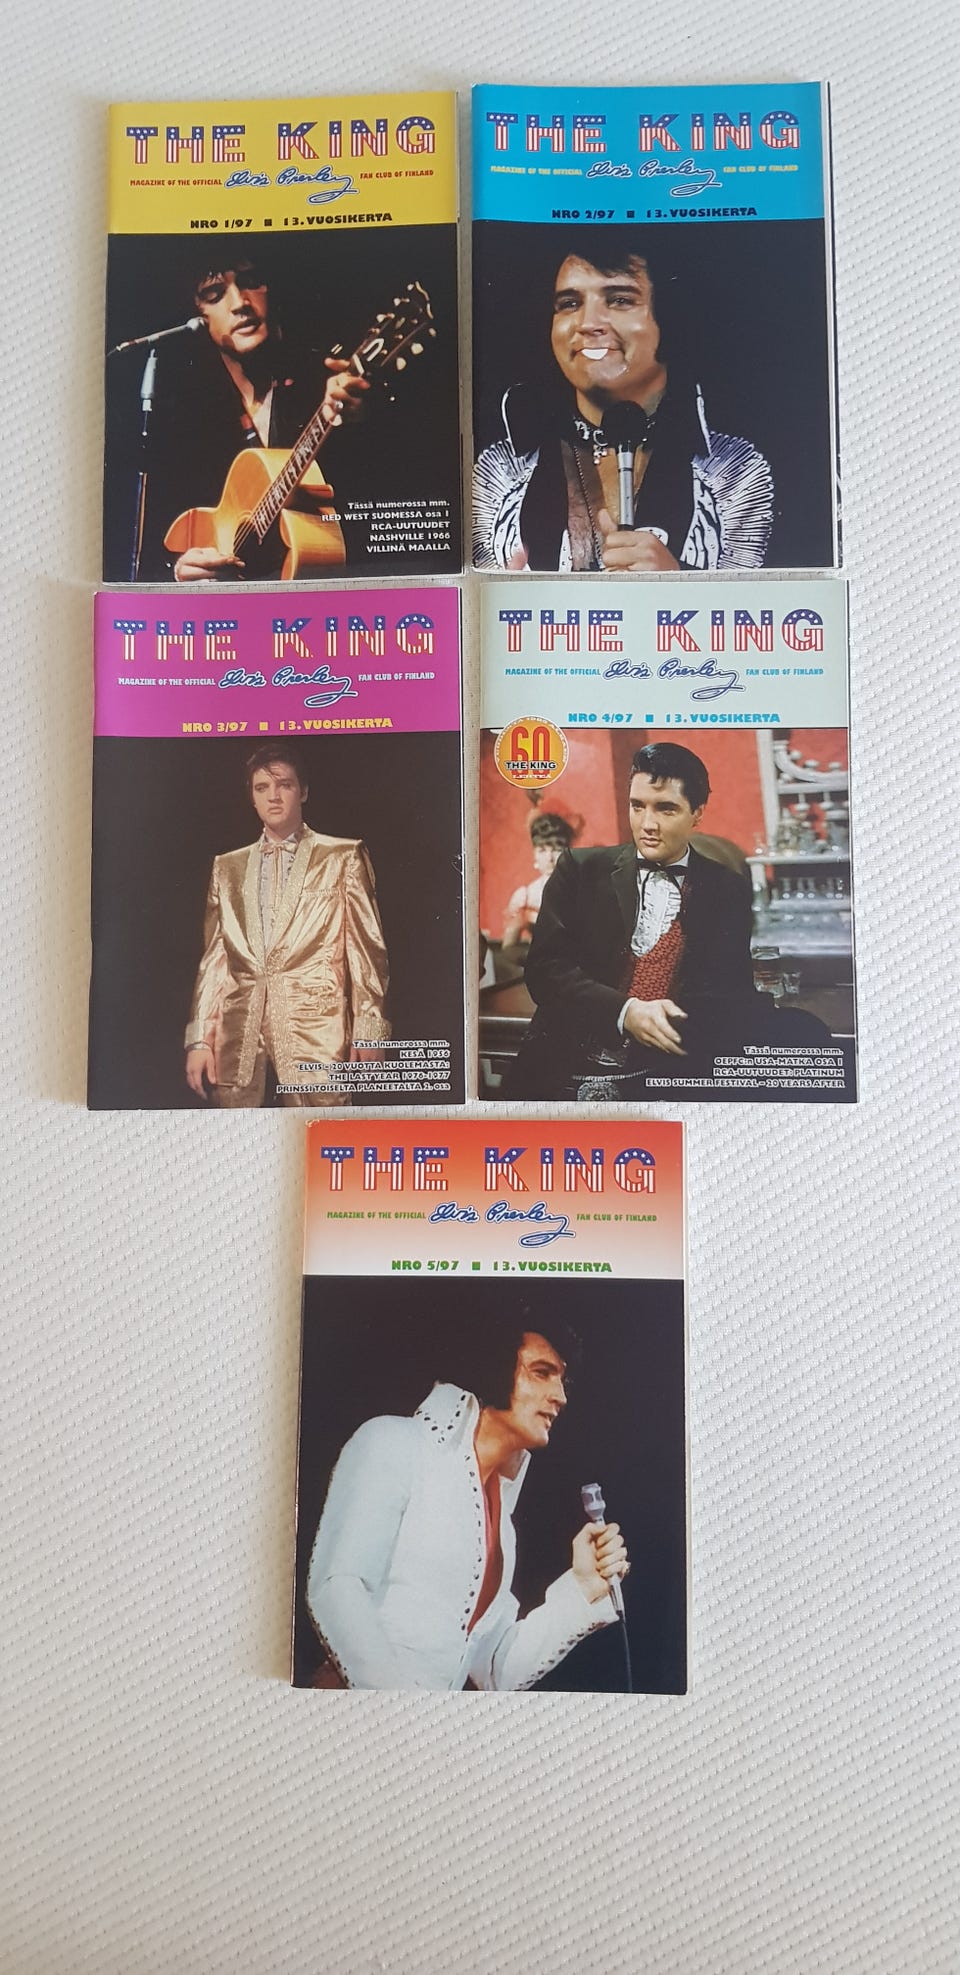 THE KING
MAGAZINE OF THE OFFICIAL Elvis Presley FAN CLUB OF FINLAND
NRO 1/97 ■ 13. VUOSIKERTA
Tässä numerossa mm.
RED WEST SUOMESSA osa 1
RCA-UUTUUDET
NASHVILLE 1966
VILLINÄ MAALLA
THE KING
MAGAZINE OF THE OFFICIAL Elvis Presley FAN CLUB OF FINLAND
NRO 2/97 ■ 13. VUOSIKERTA
THE KING
MAGAZINE OF THE OFFICIAL Elvis Presley FAN CLUB OF FINLAND
NRO 3/97 ■ 13. VUOSIKERTA
Tässä numerossa mm.
KESÄ 1956
ELVIS - 20 VUOTTA KUOLEMASTA:
THE LAST YEAR 1976-1977
PRINSSI TOISELTA PLANEETALTA 2. osa
THE KING
MAGAZINE OF THE OFFICIAL Elvis Presley FAN CLUB OF FINLAND
NRO 4/97 ■ 13. VUOSIKERTA
60
THE KING
LEHTEÄ
Tässä numerossa mm.
OEPFC:n USA-MATKA OSA 1
RCA-UUTUUDET: PLATINUM
ELVIS SUMMER FESTIVAL - 20 YEARS AFTER
THE KING
MAGAZINE OF THE OFFICIAL Elvis Presley FAN CLUB OF FINLAND
NRO 5/97 ■ 13. VUOSIKERTA